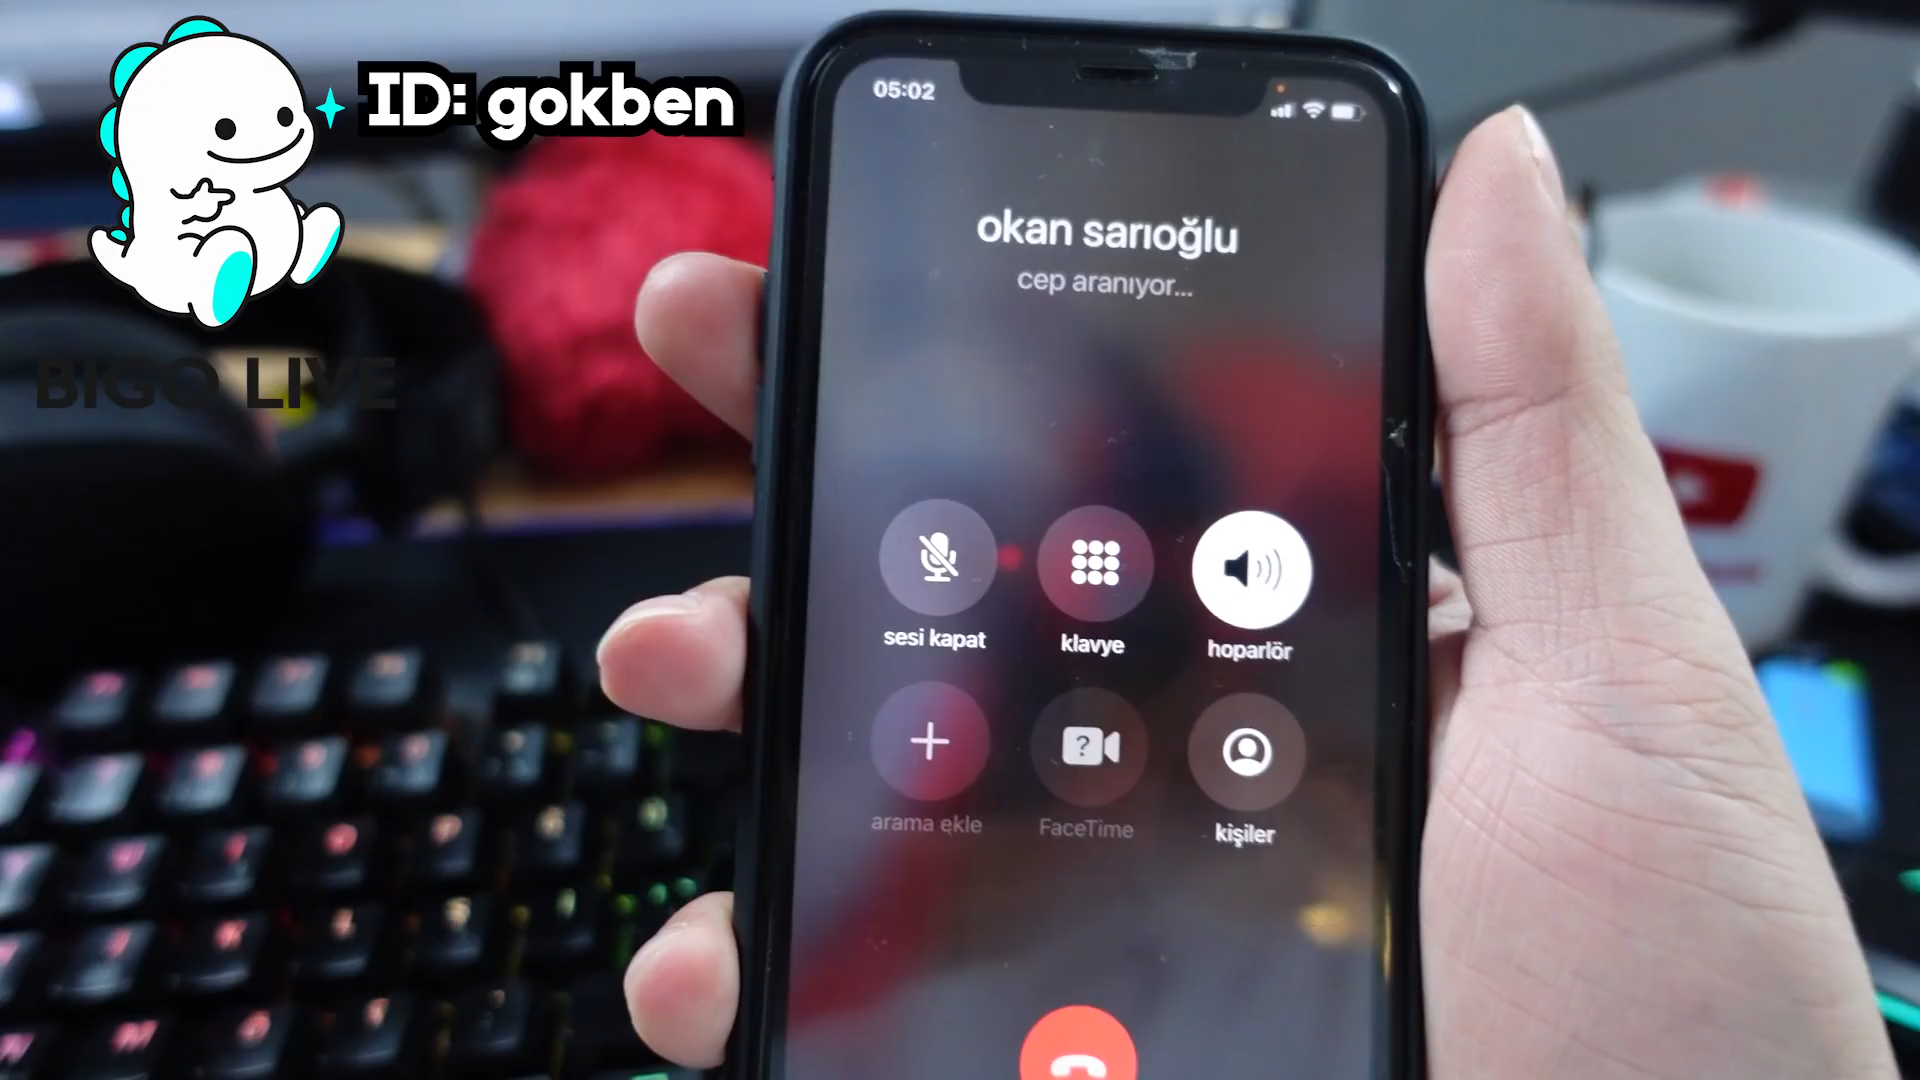 ID: gokben
BIGO LIVE
05:02
okan sarıoğlu
cep aranıyor...
sesi kapat
klavye
hoparlör
arama ekle
FaceTime
kişiler